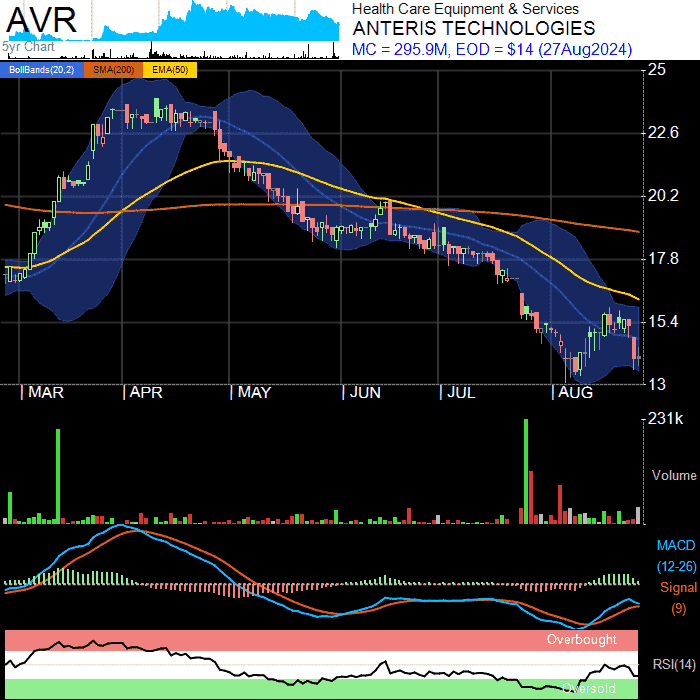 AVR
5yr Chart
Health Care Equipment & Services
ANTERIS TECHNOLOGIES
MC = 295.9M, EOD = $14 (27Aug2024)
BollBands(20,2) SMA(200) EMA(50)
25
22.6
20.2
17.8
15.4
13
MAR APR MAY JUN JUL AUG
231k
Volume
MACD
(12-26)
Signal
(9)
Overbought
RSI(14)
Oversold